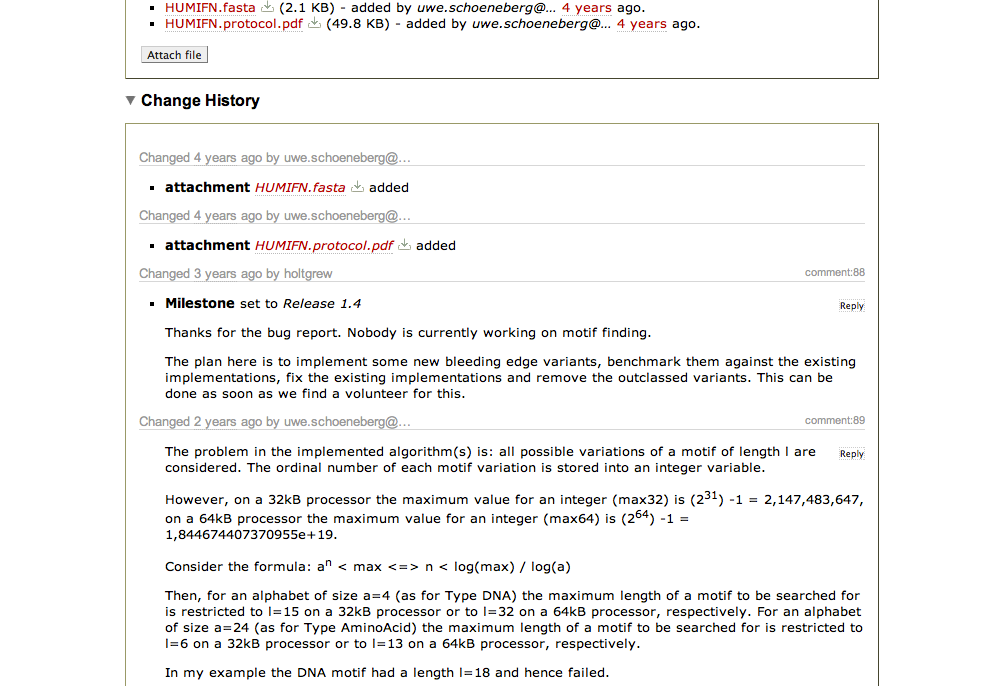 HUMIFN.fasta (2.1 KB) - added by uwe.schoeneberg@… 4 years ago.
HUMIFN.protocol.pdf (49.8 KB) - added by uwe.schoeneberg@… 4 years ago.
Attach file
Change History
Changed 4 years ago by uwe.schoeneberg@…
attachment HUMIFN.fasta added
Changed 4 years ago by uwe.schoeneberg@…
attachment HUMIFN.protocol.pdf added
Changed 3 years ago by holtgrew comment:88
Milestone set to Release 1.4 Reply
Thanks for the bug report. Nobody is currently working on motif finding.
The plan here is to implement some new bleeding edge variants, benchmark them against the existing
implementations, fix the existing implementations and remove the outclassed variants. This can be
done as soon as we find a volunteer for this.
Changed 2 years ago by uwe.schoeneberg@… comment:89
The problem in the implemented algorithm(s) is: all possible variations of a motif of length l are Reply
considered. The ordinal number of each motif variation is stored into an integer variable.
However, on a 32kB processor the maximum value for an integer (max32) is (2³¹) -1 = 2,147,483,647,
on a 64kB processor the maximum value for an integer (max64) is (2⁶⁴) -1 =
1,844674407370955e+19.
Consider the formula: aⁿ < max <=> n < log(max) / log(a)
Then, for an alphabet of size a=4 (as for Type DNA) the maximum length of a motif to be searched for
is restricted to l=15 on a 32kB processor or to l=32 on a 64kB processor, respectively. For an alphabet
of size a=24 (as for Type AminoAcid) the maximum length of a motif to be searched for is restricted to
l=6 on a 32kB processor or to l=13 on a 64kB processor, respectively.
In my example the DNA motif had a length l=18 and hence failed.